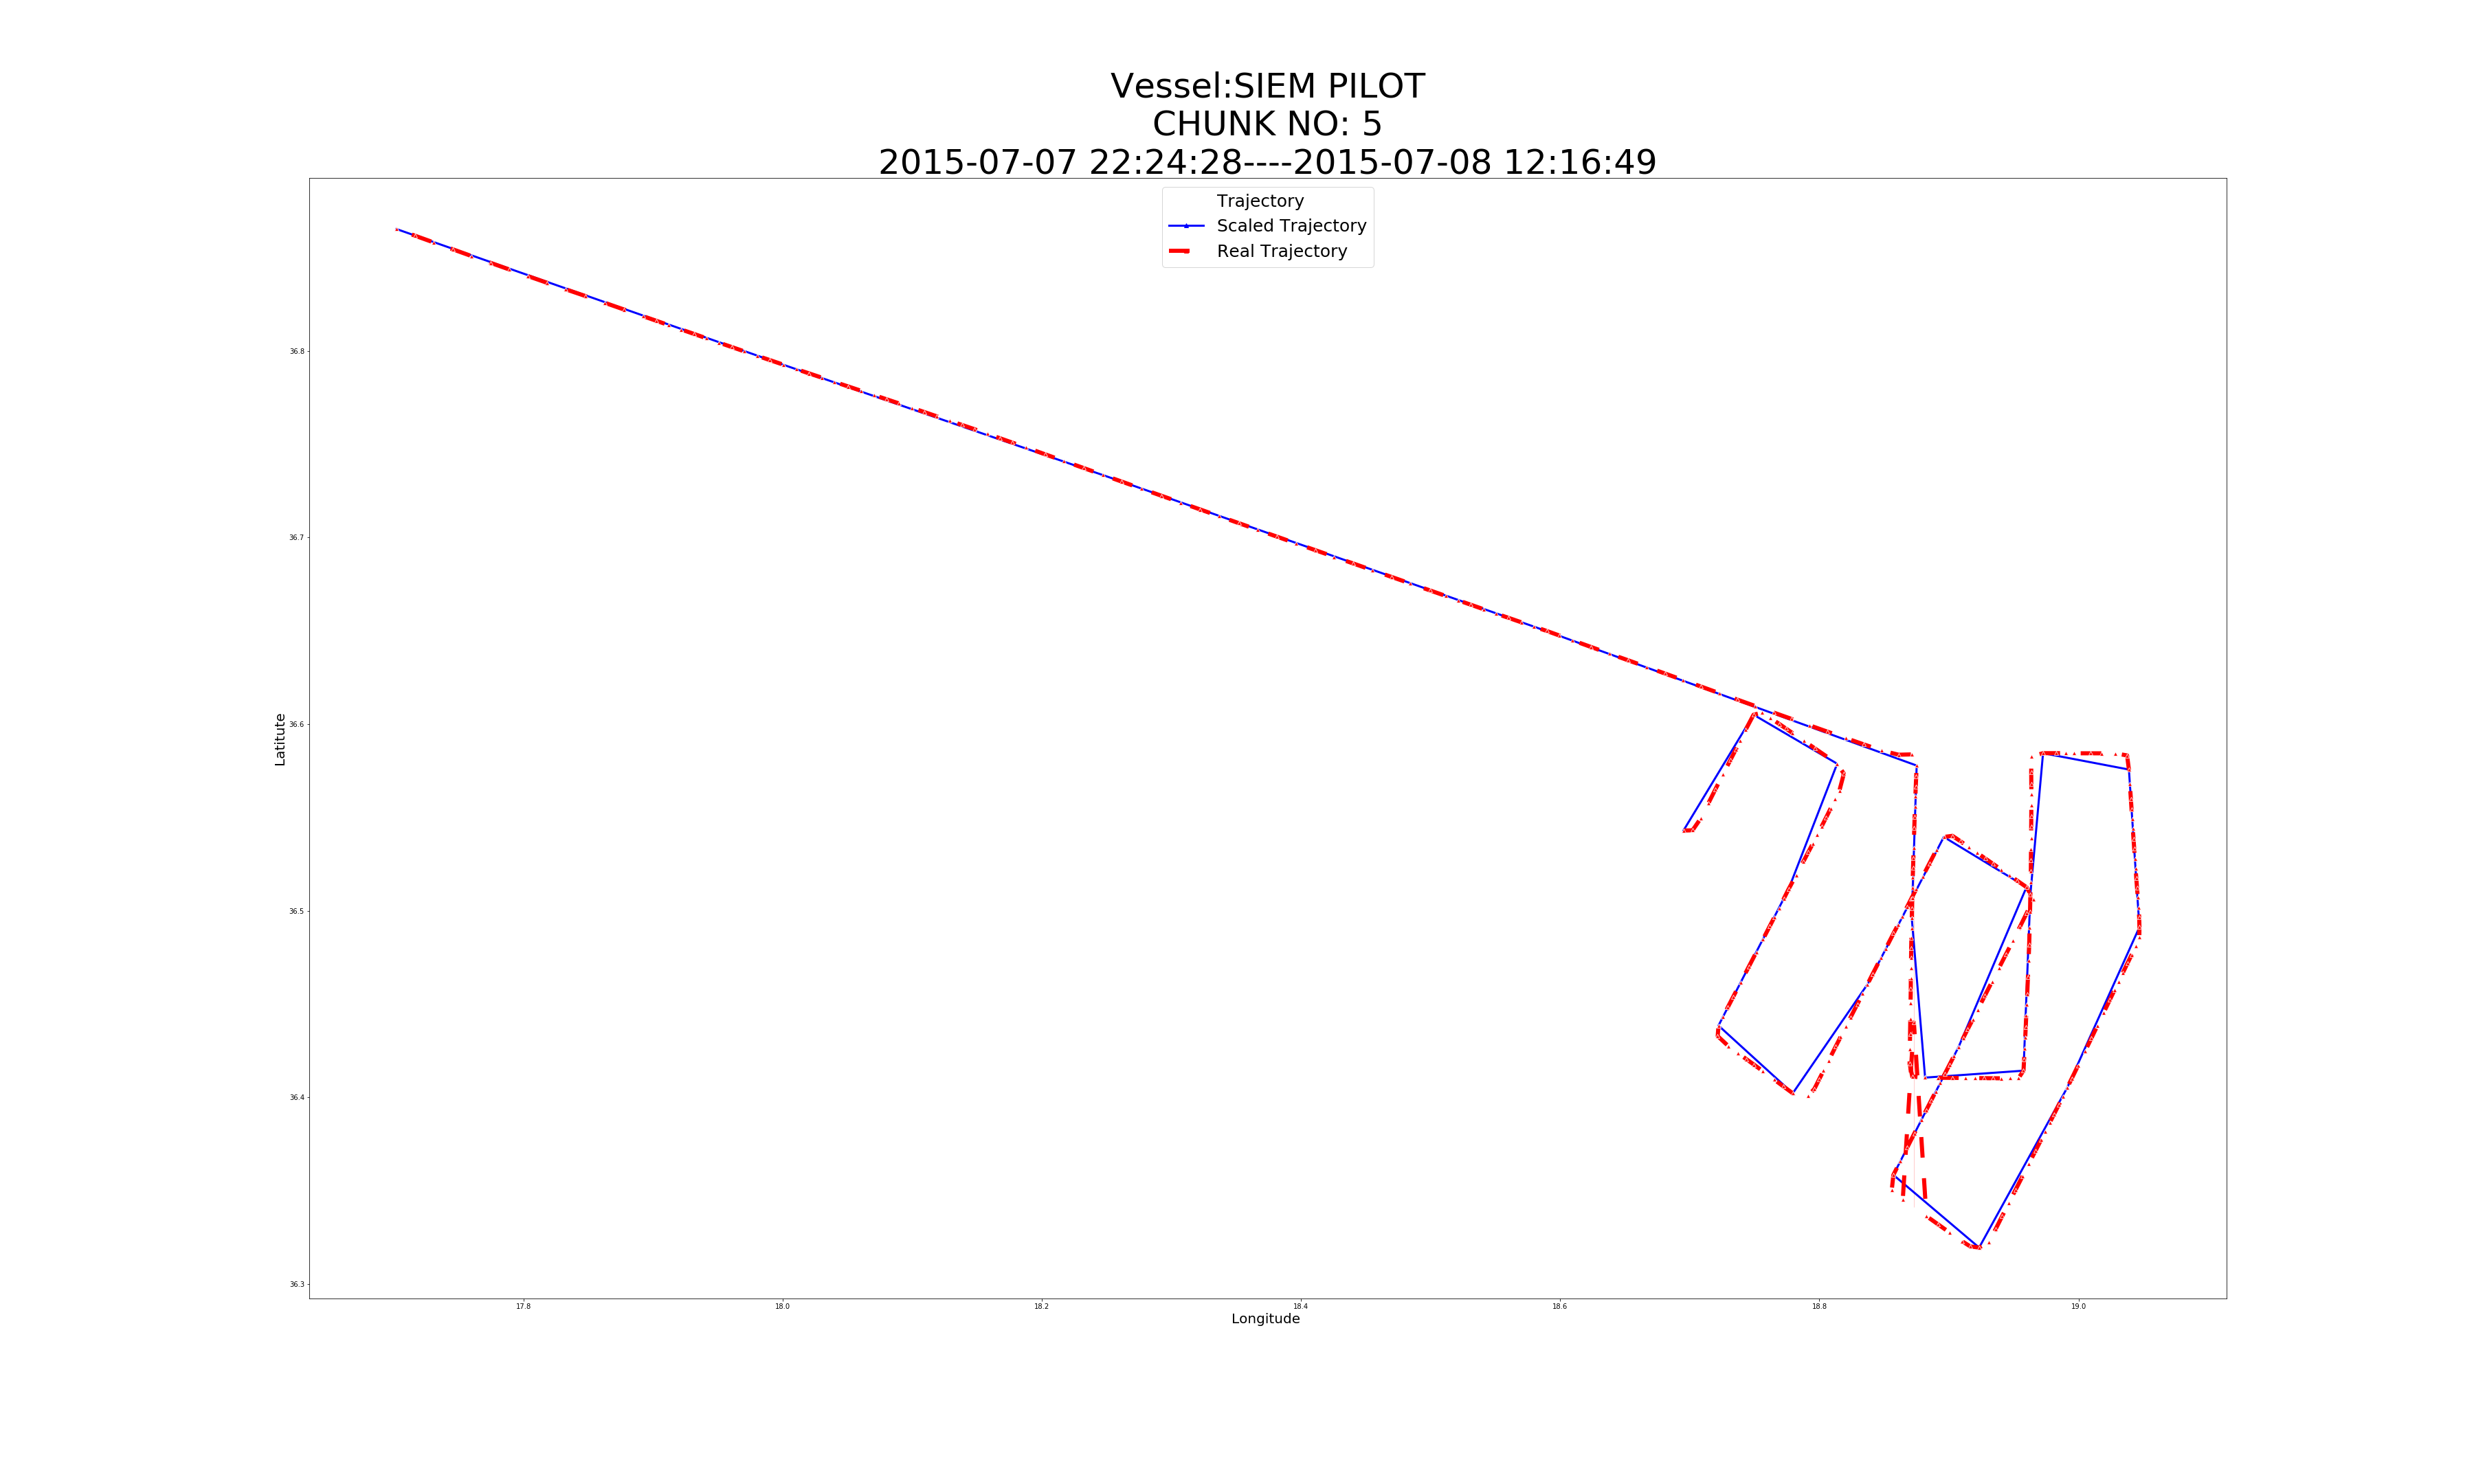 Vessel:SIEM PILOT
CHUNK NO: 5
2015-07-07 22:24:28----2015-07-08 12:16:49
Trajectory
Scaled Trajectory
Real Trajectory
Latitute
36.8
36.7
36.6
36.5
36.4
36.3
17.8
18.0
18.2
18.4
18.6
18.8
19.0
Longitude